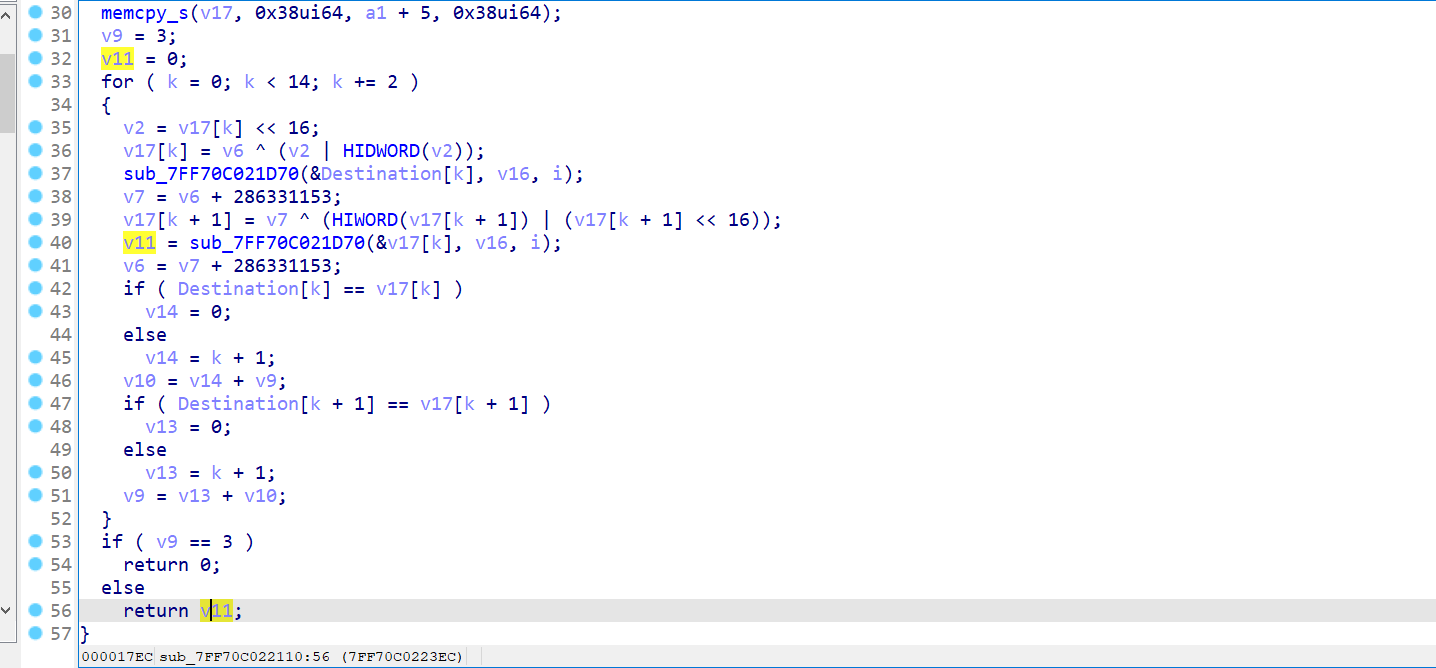 30 memcpy_s(v17, 0x38ui64, a1 + 5, 0x38ui64);
31 v9 = 3;
32 v11 = 0;
33 for ( k = 0; k < 14; k += 2 )
34 {
35 v2 = v17[k] << 16;
36 v17[k] = v6 ^ (v2 | HIDWORD(v2));
37 sub_7FF70C021D70(&Destination[k], v16, i);
38 v7 = v6 + 286331153;
39 v17[k + 1] = v7 ^ (HIWORD(v17[k + 1]) | (v17[k + 1] << 16));
40 v11 = sub_7FF70C021D70(&v17[k], v16, i);
41 v6 = v7 + 286331153;
42 if ( Destination[k] == v17[k] )
43 v14 = 0;
44 else
45 v14 = k + 1;
46 v10 = v14 + v9;
47 if ( Destination[k + 1] == v17[k + 1] )
48 v13 = 0;
49 else
50 v13 = k + 1;
51 v9 = v13 + v10;
52 }
53 if ( v9 == 3 )
54 return 0;
55 else
56 return v11;
57 }
000017EC sub_7FF70C022110:56 (7FF70C0223EC)